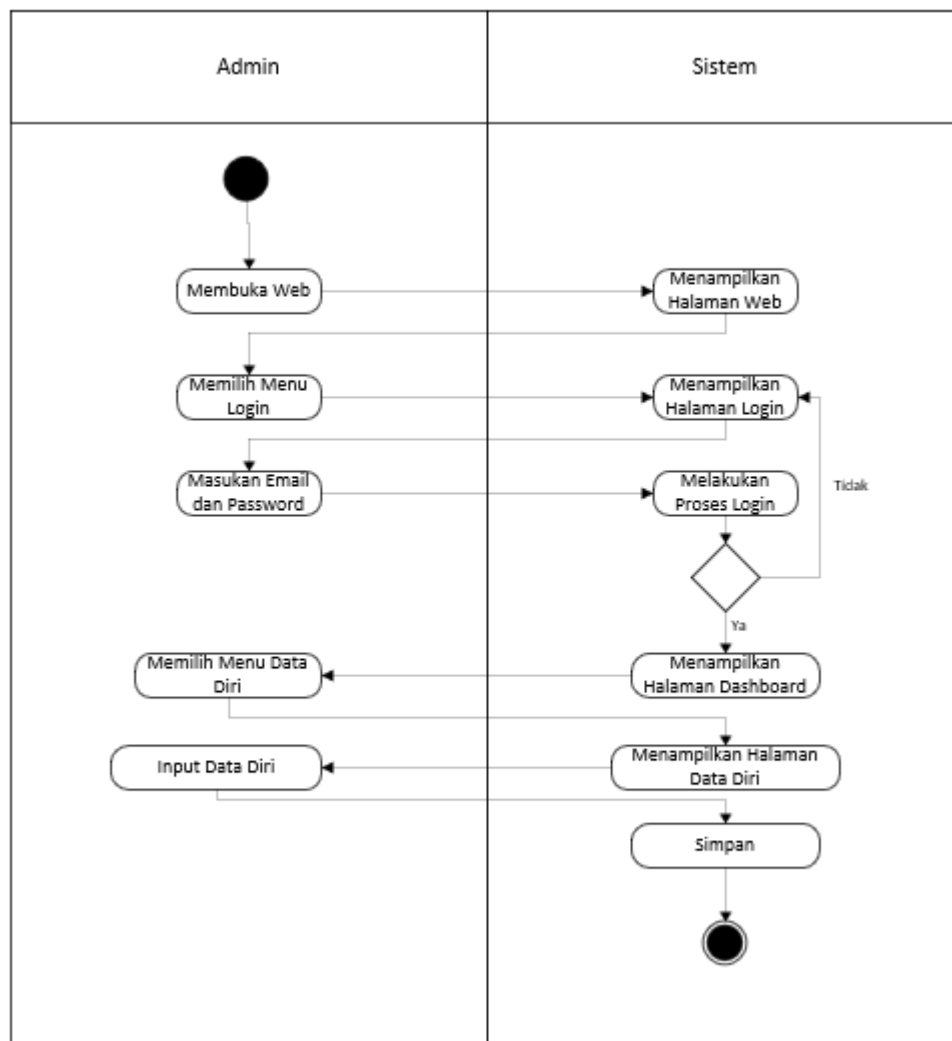 Admin
Sistem
Membuka Web
Menampilkan
Halaman Web
Memilih Menu
Login
Menampilkan
Halaman Login
Masukan Email
dan Password
Melakukan
Proses Login
Tidak
Ya
Memilih Menu Data
Diri
Menampilkan
Halaman Dashboard
Input Data Diri
Menampilkan Halaman
Data Diri
Simpan